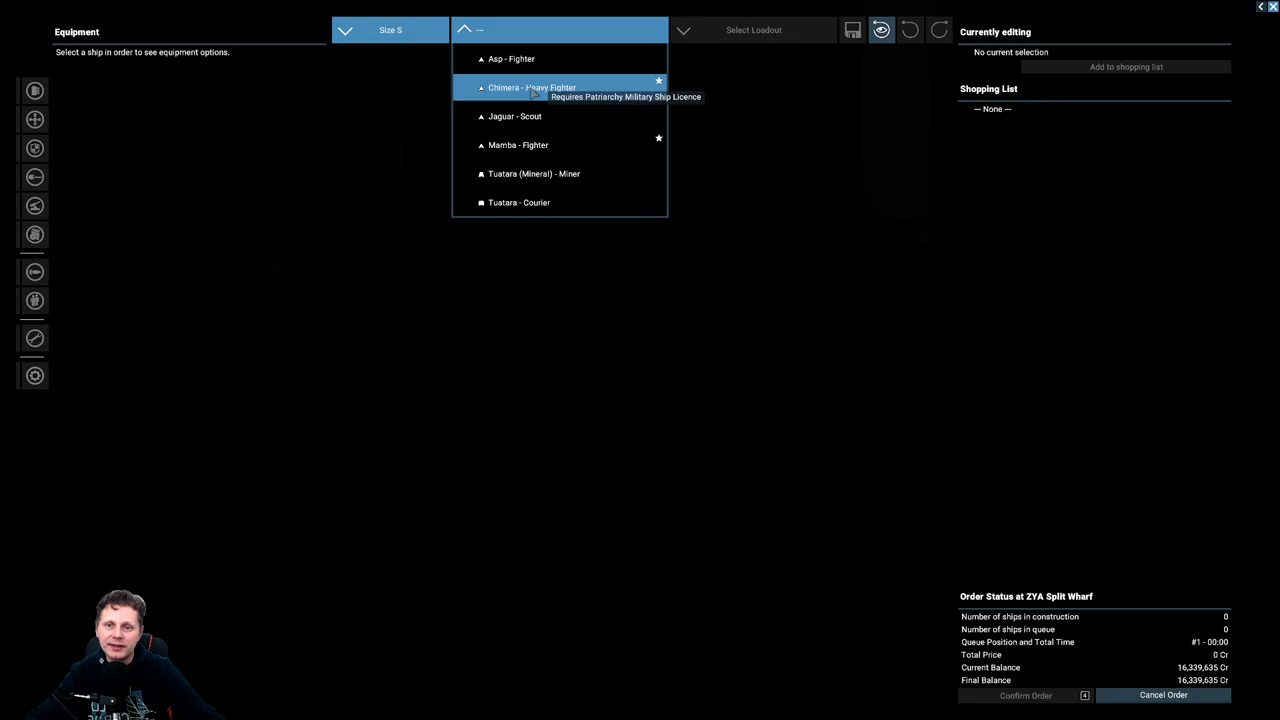 Equipment
Select a ship in order to see equipment options.
Size S
—
Select Loadout
Asp - Fighter
Chimera - Heavy Fighter
Requires Patriarchy Military Ship Licence
Jaguar - Scout
Mamba - Fighter
Tuatara (Mineral) - Miner
Tuatara - Courier
Currently editing
No current selection
Add to shopping list
Shopping List
— None —
Order Status at ZYA Split Wharf
Number of ships in construction 0
Number of ships in queue 0
Queue Position and Total Time #1 - 00:00
Total Price 0 Cr
Current Balance 16,339,635 Cr
Final Balance 16,339,635 Cr
Confirm Order 4 Cancel Order